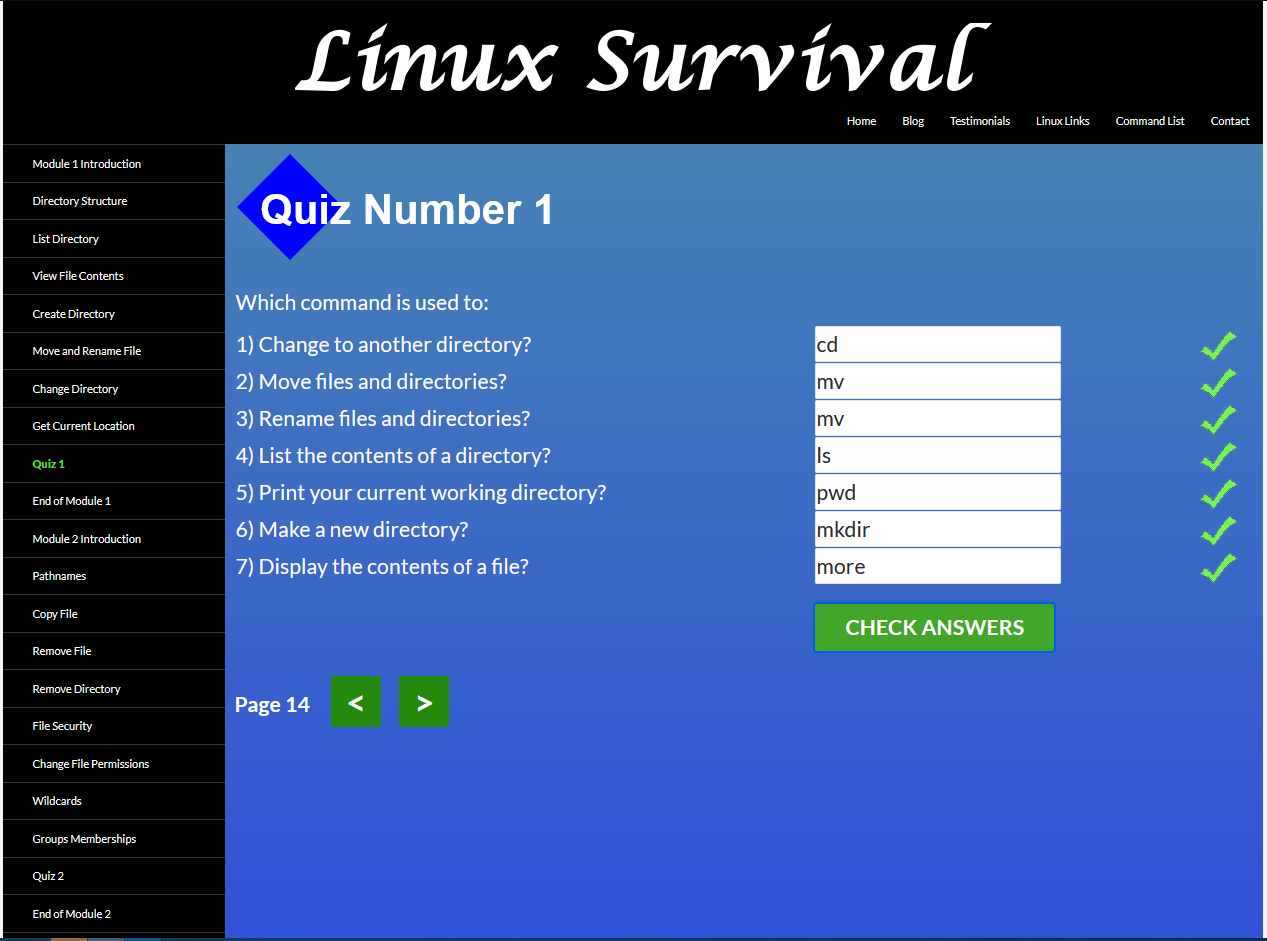 Linux Survival
Home Blog Testimonials Linux Links Command List Contact
Module 1 Introduction
Directory Structure
List Directory
View File Contents
Create Directory
Move and Rename File
Change Directory
Get Current Location
Quiz 1
End of Module 1
Module 2 Introduction
Pathnames
Copy File
Remove File
Remove Directory
File Security
Change File Permissions
Wildcards
Groups Memberships
Quiz 2
End of Module 2
Quiz Number 1
Which command is used to:
1) Change to another directory? cd
2) Move files and directories? mv
3) Rename files and directories? mv
4) List the contents of a directory? ls
5) Print your current working directory? pwd
6) Make a new directory? mkdir
7) Display the contents of a file? more
CHECK ANSWERS
Page 14 < >